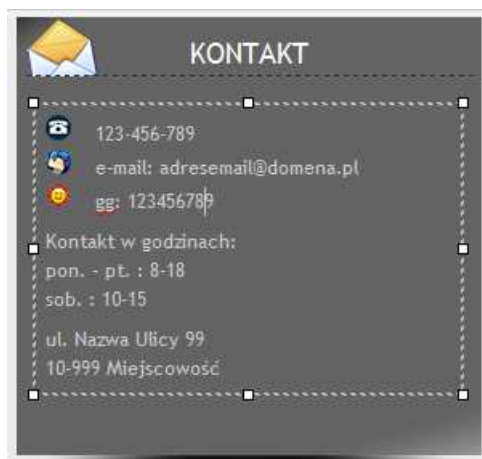 KONTAKT
123-456-789
e-mail: adresemail@domena.pl
gg: 123456789
Kontakt w godzinach:
pon. - pt. : 8-18
sob. : 10-15
ul. Nazwa Ulicy 99
10-999 Miejscowość